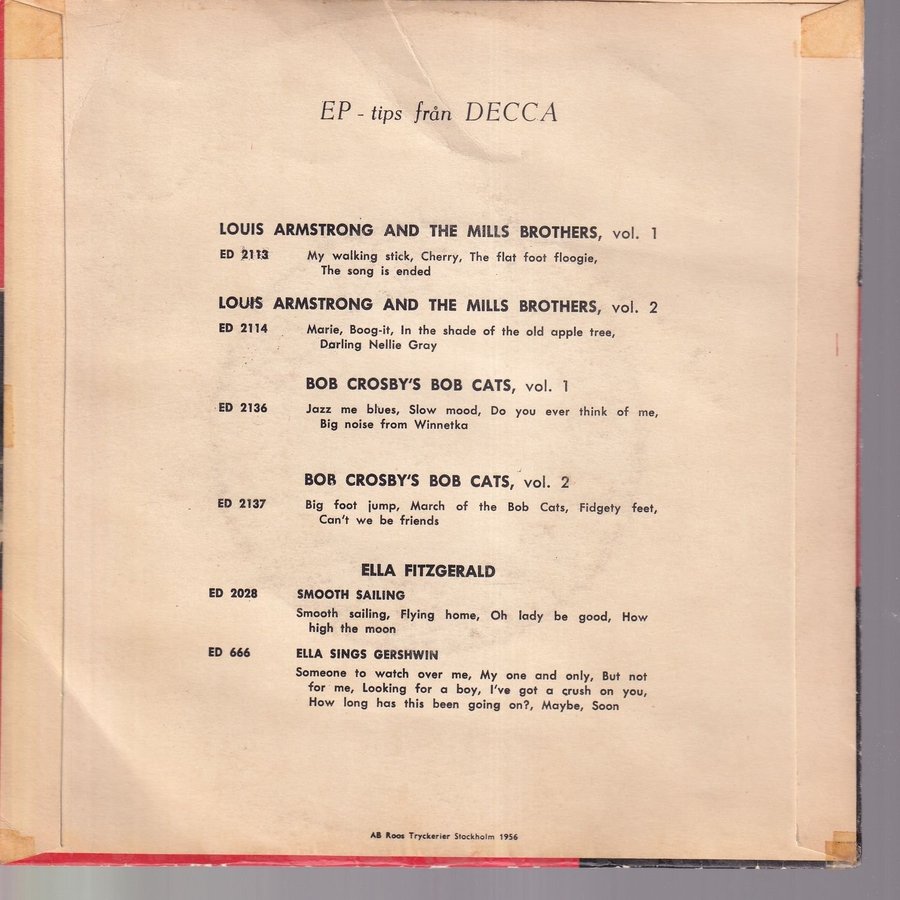 EP - tips från DECCA
LOUIS ARMSTRONG AND THE MILLS BROTHERS, vol. 1
ED 2113 My walking stick, Cherry, The flat foot floogie,
The song is ended
LOUIS ARMSTRONG AND THE MILLS BROTHERS, vol. 2
ED 2114 Marie, Boog-it, In the shade of the old apple tree,
Darling Nellie Gray
BOB CROSBY'S BOB CATS, vol. 1
ED 2136 Jazz me blues, Slow mood, Do you ever think of me,
Big noise from Winnetka
BOB CROSBY'S BOB CATS, vol. 2
ED 2137 Big foot jump, March of the Bob Cats, Fidgety feet,
Can't we be friends
ELLA FITZGERALD
ED 2028 SMOOTH SAILING
Smooth sailing, Flying home, Oh lady be good, How
high the moon
ED 666 ELLA SINGS GERSHWIN
Someone to watch over me, My one and only, But not
for me, Looking for a boy, I've got a crush on you,
How long has this been going on?, Maybe, Soon
AB Roos Tryckerier Stockholm 1956